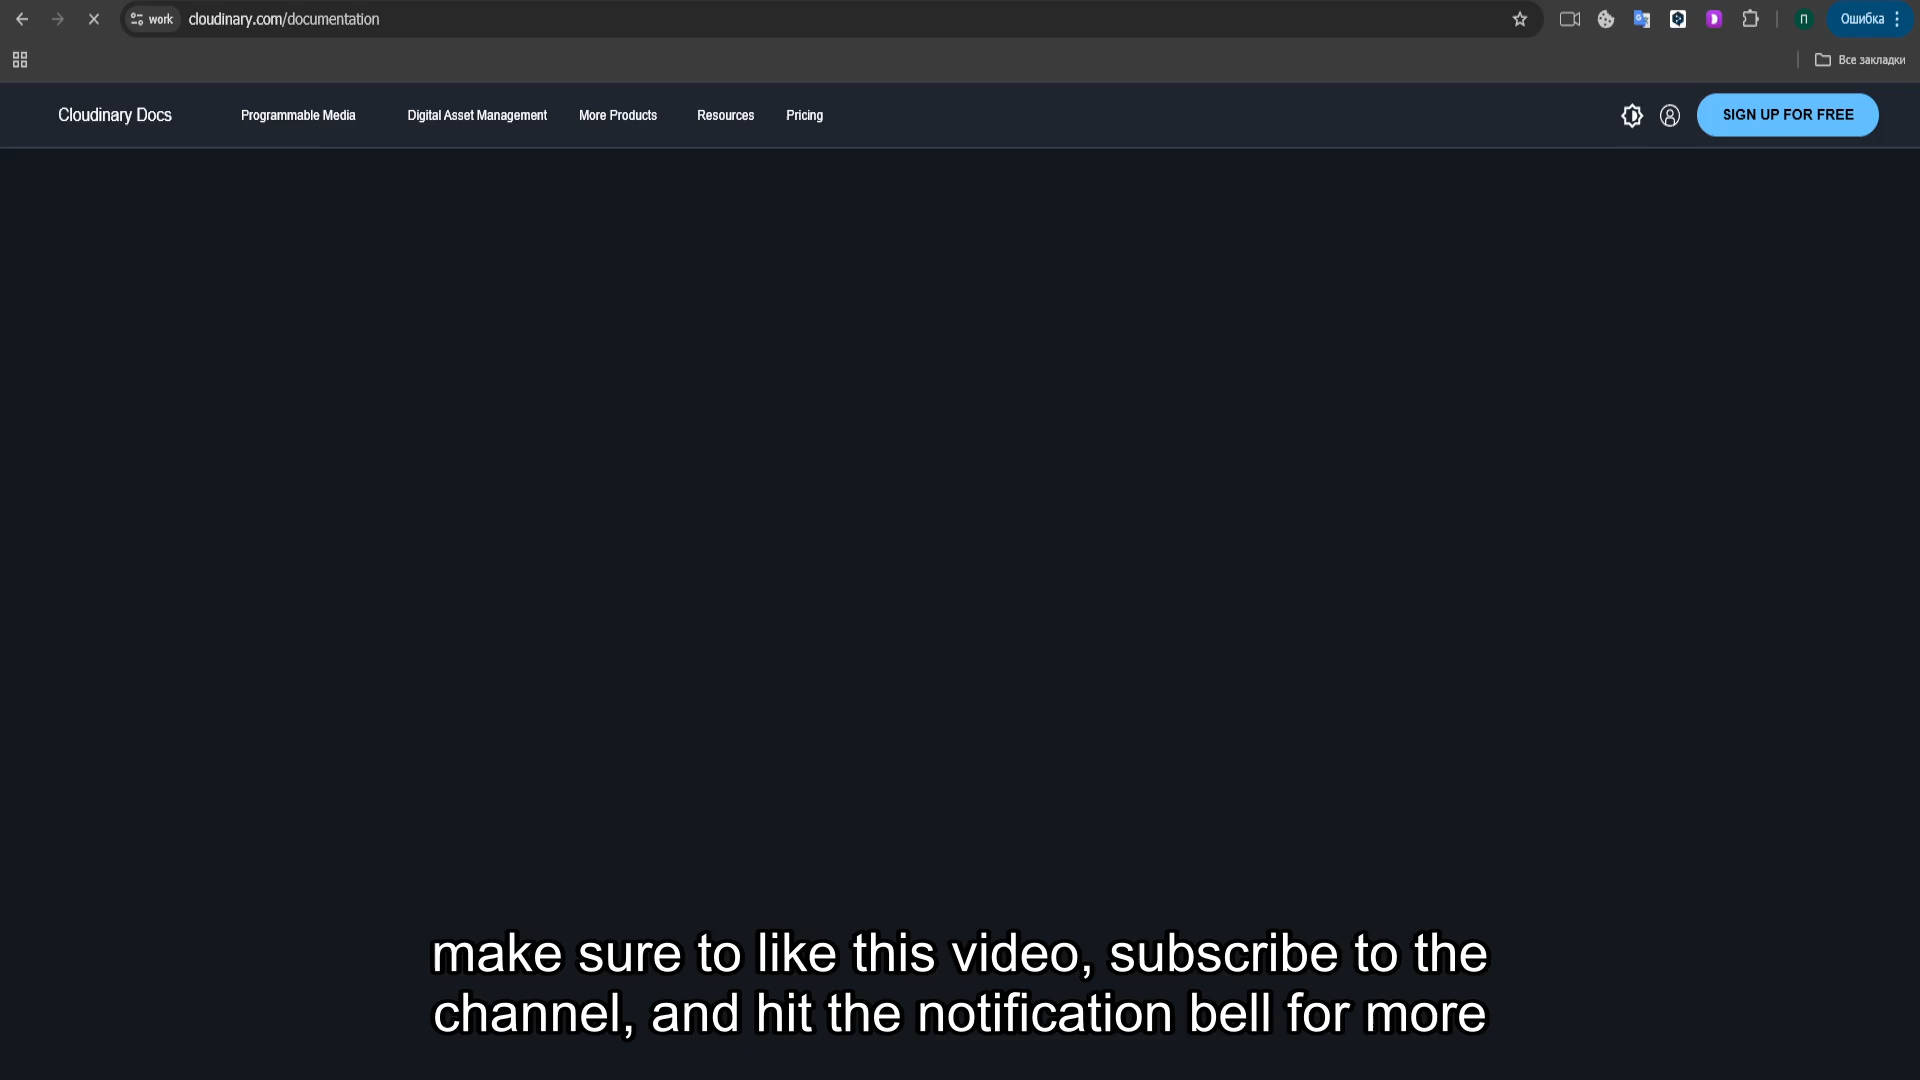 work cloudinary.com/documentation П Ошибка
Все закладки
Cloudinary Docs Programmable Media Digital Asset Management More Products Resources Pricing SIGN UP FOR FREE
make sure to like this video, subscribe to the
channel, and hit the notification bell for more